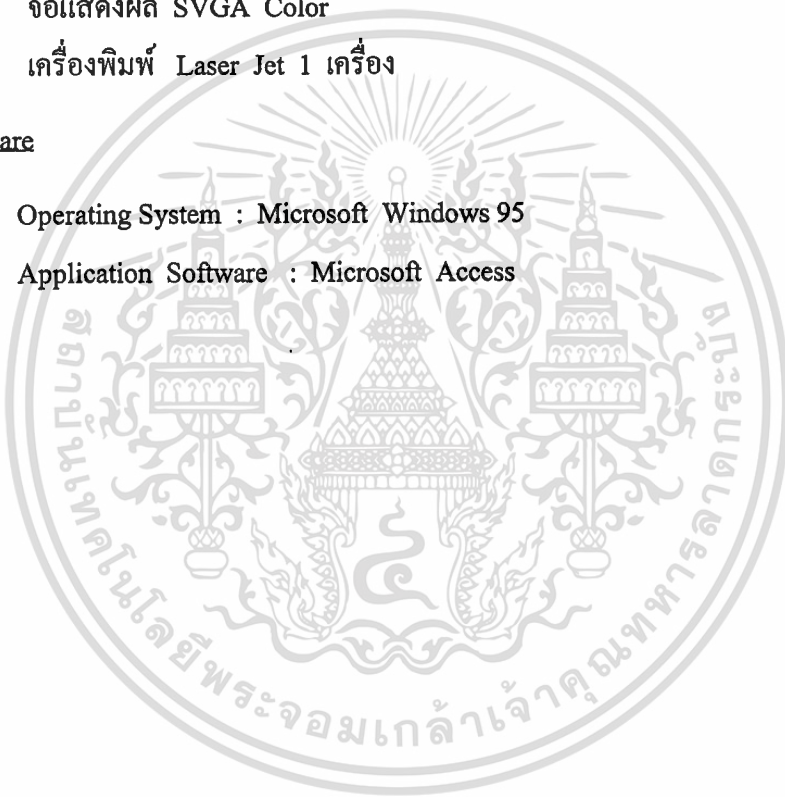 จอแสดงผล SVGA Color
เครื่องพิมพ์ Laser Jet 1 เครื่อง
are
Operating System : Microsoft Windows 95
Application Software : Microsoft Access
สถาบันเทคโนโลยีพระจอมเกล้าเจ้าคุณทหารลาดกระบัง